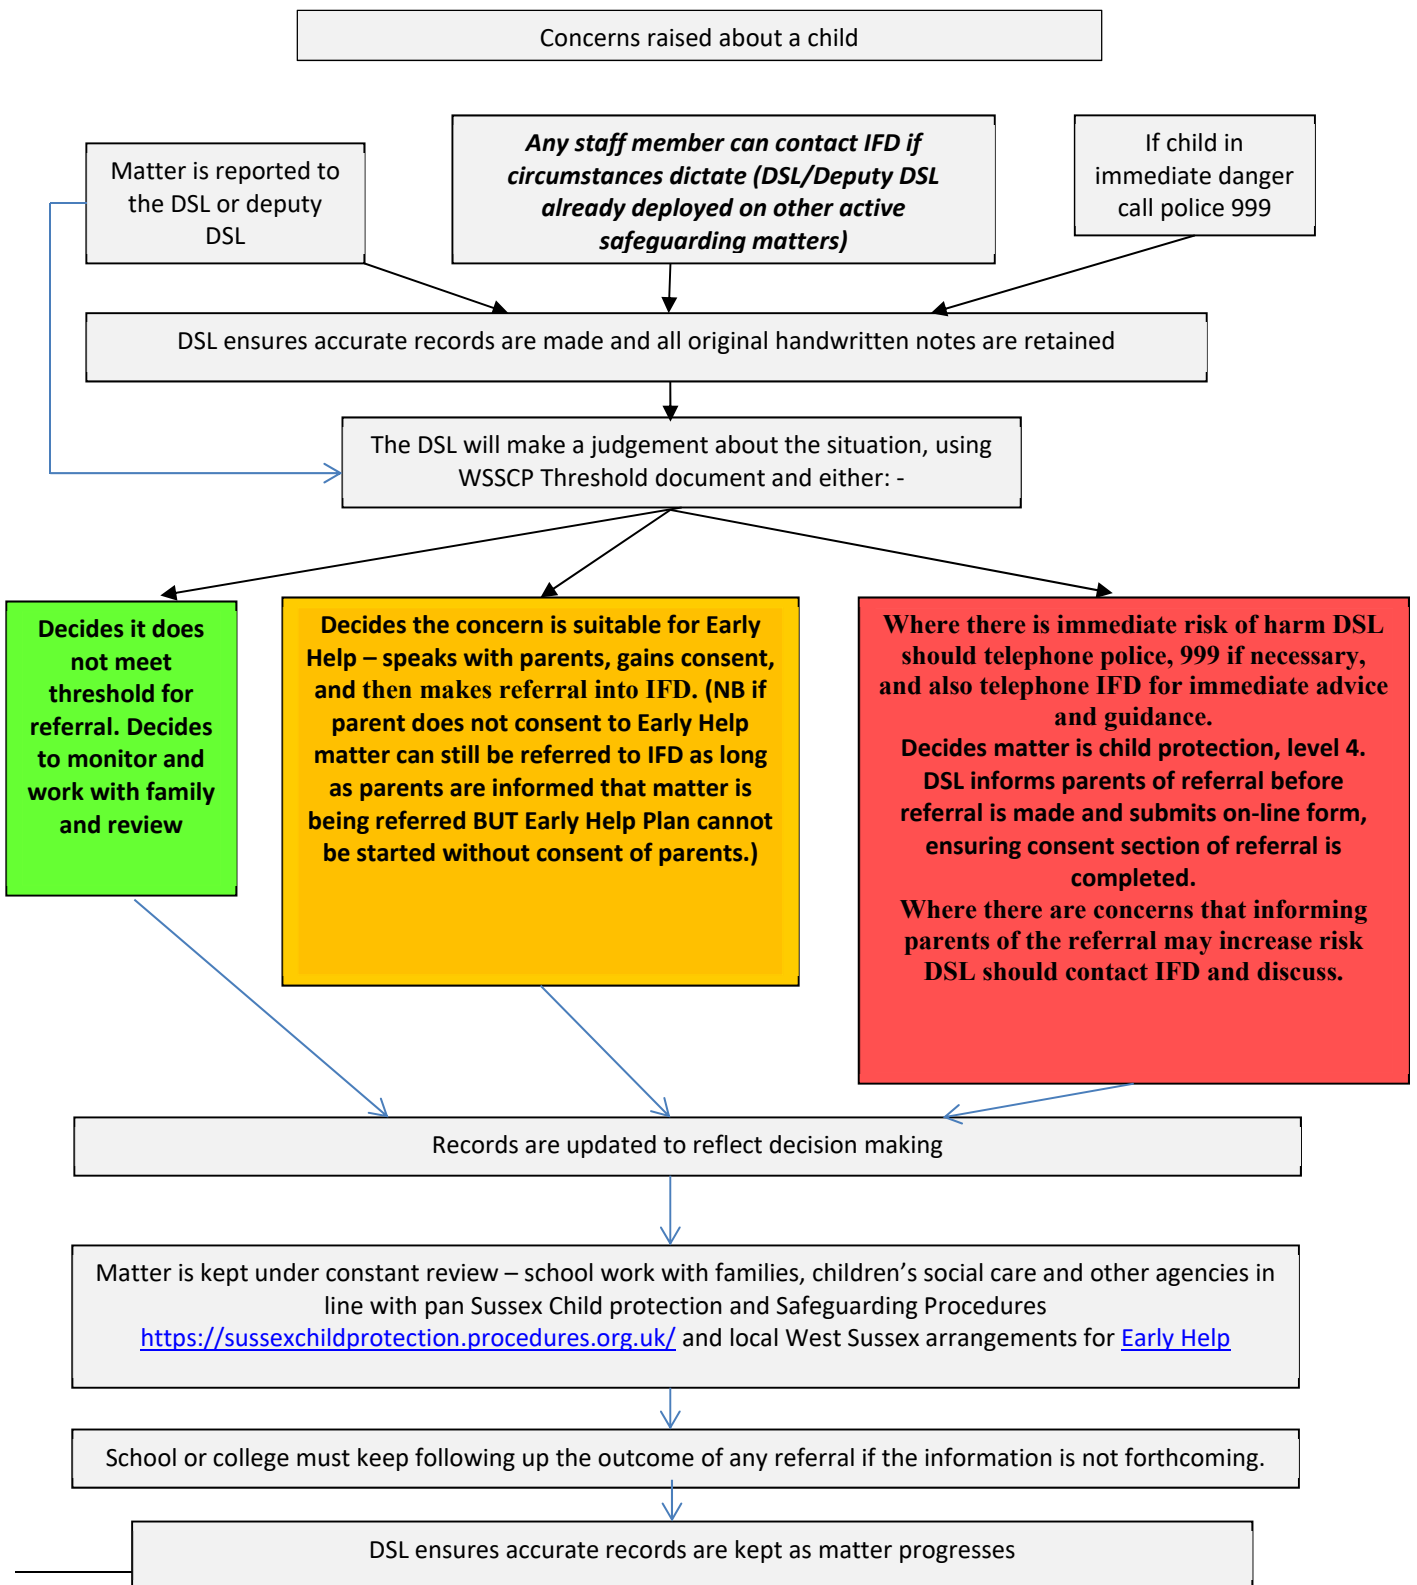 Concerns raised about a child
Matter is reported to
the DSL or deputy
DSL
Any staff member can contact IFD if
circumstances dictate (DSL/Deputy DSL
already deployed on other active
safeguarding matters)
If child in
immediate danger
call police 999
DSL ensures accurate records are made and all original handwritten notes are retained
The DSL will make a judgement about the situation, using
WSSCP Threshold document and either: -
Decides it does
not meet
threshold for
referral. Decides
to monitor and
work with family
and review
Decides the concern is suitable for Early
Help – speaks with parents, gains consent,
and then makes referral into IFD. (NB if
parent does not consent to Early Help
matter can still be referred to IFD as long
as parents are informed that matter is
being referred BUT Early Help Plan cannot
be started without consent of parents.)
Where there is immediate risk of harm DSL
should telephone police, 999 if necessary,
and also telephone IFD for immediate advice
and guidance.
Decides matter is child protection, level 4.
DSL informs parents of referral before
referral is made and submits on-line form,
ensuring consent section of referral is
completed.
Where there are concerns that informing
parents of the referral may increase risk
DSL should contact IFD and discuss.
Records are updated to reflect decision making
Matter is kept under constant review – school work with families, children’s social care and other agencies in
line with pan Sussex Child protection and Safeguarding Procedures
https://sussexchildprotection.procedures.org.uk/ and local West Sussex arrangements for Early Help
School or college must keep following up the outcome of any referral if the information is not forthcoming.
DSL ensures accurate records are kept as matter progresses